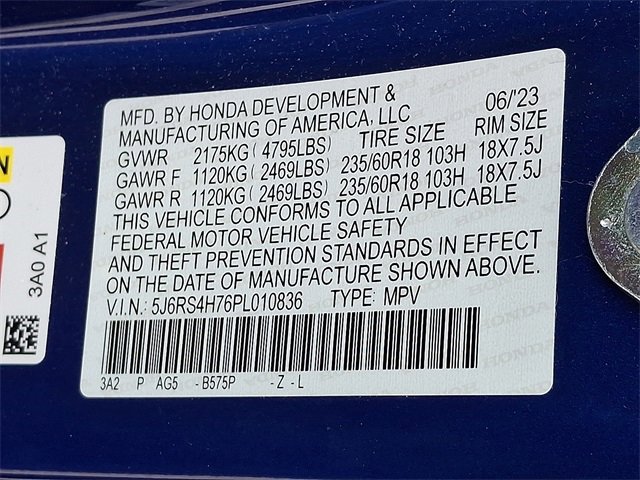 MFD. BY HONDA DEVELOPMENT & 06/'23
MANUFACTURING OF AMERICA, LLC
GVWR 2175KG ( 4795LBS) TIRE SIZE RIM SIZE
GAWR F 1120KG ( 2469LBS) 235/60R18 103H 18X7.5J
GAWR R 1120KG ( 2469LBS) 235/60R18 103H 18X7.5J
THIS VEHICLE CONFORMS TO ALL APPLICABLE
FEDERAL MOTOR VEHICLE SAFETY
AND THEFT PREVENTION STANDARDS IN EFFECT
ON THE DATE OF MANUFACTURE SHOWN ABOVE.
V.I.N.: 5J6RS4H76PL010836 TYPE: MPV
3A2 P AG5 - B575P - Z - L
3A0 A1